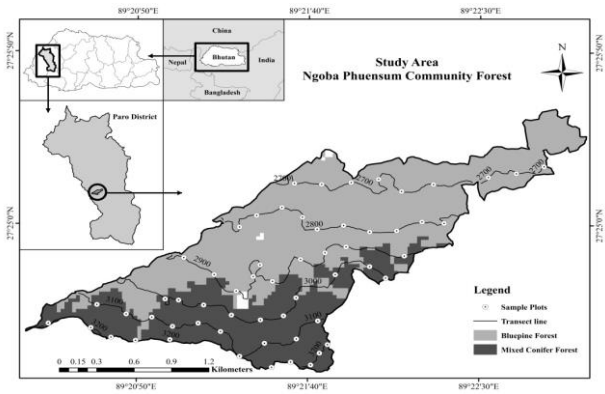 89°20'50"E
89°21'40"E
89°22'30"E
China
Nepal
Bhutan
India
Bangladesh
Study Area
Ngoba Phuensum Community Forest
N
27°25'50"N
27°25'50"N
Paro District
27°25'0"N
27°25'0"N
2700
2700
2700
2700
2800
2900
3000
3100
3100
3200
3200
Legend
Sample Plots
Transect line
Bluepine Forest
Mixed Conifer Forest
0 0.15 0.3 0.6 0.9 1.2
Kilometers
89°20'50"E
89°21'40"E
89°22'30"E